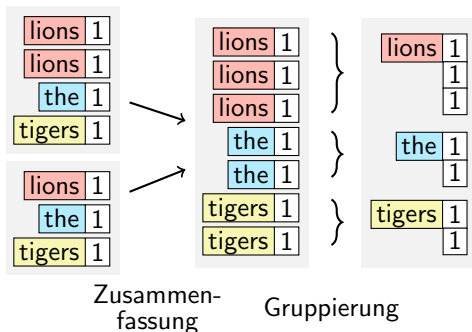 lions 1
lions 1
the 1
tigers 1
lions 1
the 1
tigers 1
lions 1
lions 1
lions 1
the 1
the 1
tigers 1
tigers 1
lions 1
1
1
the 1
1
tigers 1
1
Zusammen-
fassung
Gruppierung